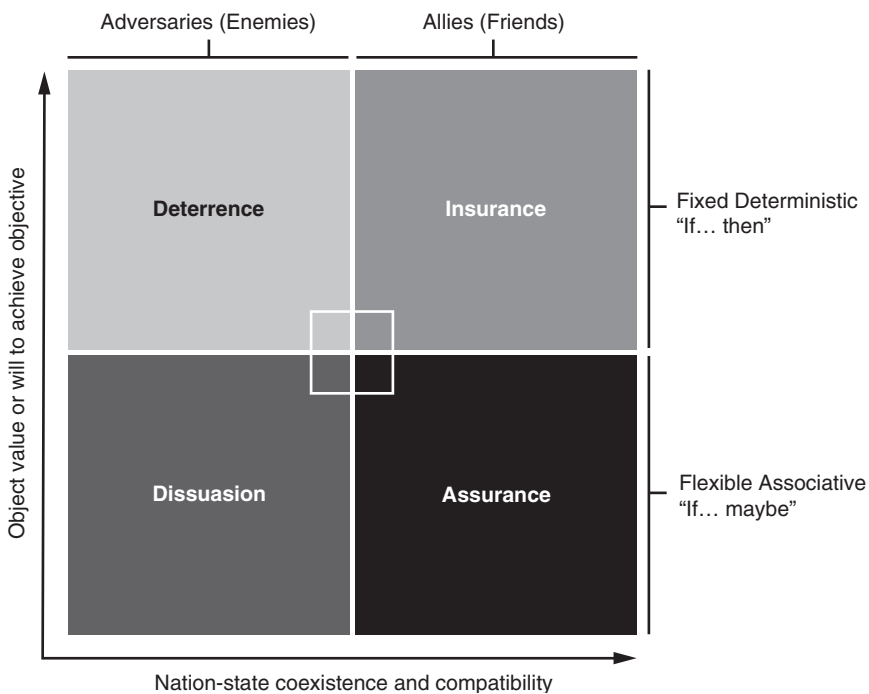 Adversaries (Enemies)
Allies (Friends)
Object value or will to achieve objective
Deterrence
Insurance
Fixed Deterministic
“If… then”
Dissuasion
Assurance
Flexible Associative
“If… maybe”
Nation-state coexistence and compatibility